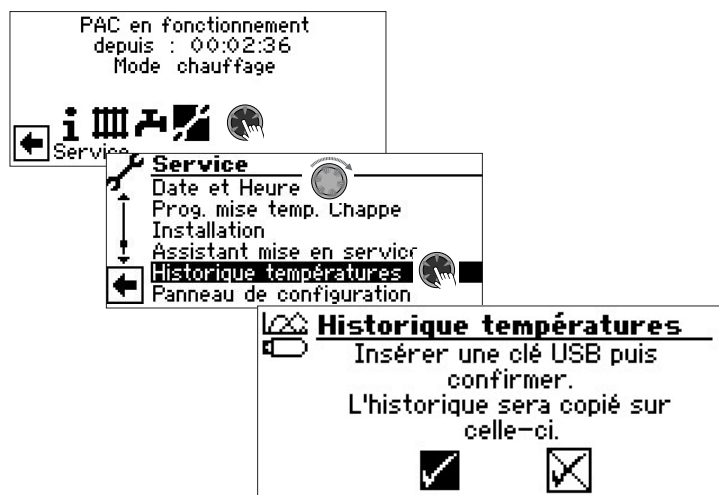 PAC en fonctionnement
depuis : 00:02:36
Mode chauffage
Service
Service
Date et Heure
Prog. mise temp. Chappe
Installation
Assistant mise en service
Historique températures
Panneau de configuration
Historique températures
Insérer une clé USB puis
confirmer.
L'historique sera copié sur
celle-ci.